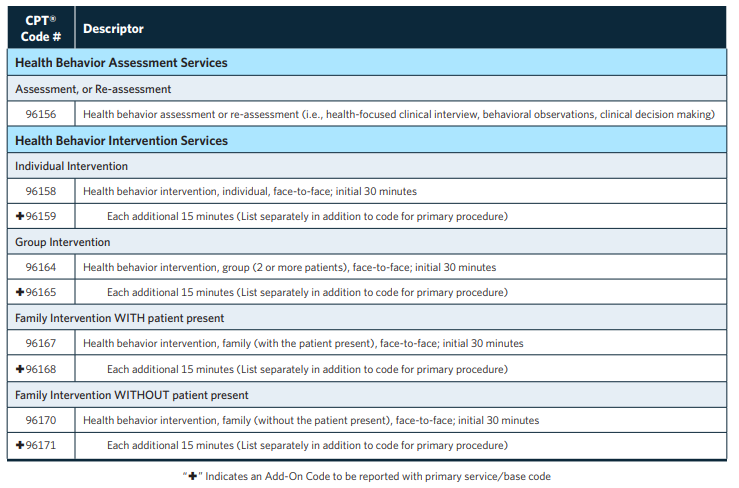 CPT® Code # Descriptor
Health Behavior Assessment Services
Assessment, or Re-assessment
96156 Health behavior assessment or re-assessment (i.e., health-focused clinical interview, behavioral observations, clinical decision making)
Health Behavior Intervention Services
Individual Intervention
96158 Health behavior intervention, individual, face-to-face; initial 30 minutes
✚96159 Each additional 15 minutes (List separately in addition to code for primary procedure)
Group Intervention
96164 Health behavior intervention, group (2 or more patients), face-to-face; initial 30 minutes
✚96165 Each additional 15 minutes (List separately in addition to code for primary procedure)
Family Intervention WITH patient present
96167 Health behavior intervention, family (with the patient present), face-to-face; initial 30 minutes
✚96168 Each additional 15 minutes (List separately in addition to code for primary procedure)
Family Intervention WITHOUT patient present
96170 Health behavior intervention, family (without the patient present), face-to-face; initial 30 minutes
✚96171 Each additional 15 minutes (List separately in addition to code for primary procedure)
“✚” Indicates an Add-On Code to be reported with primary service/base code